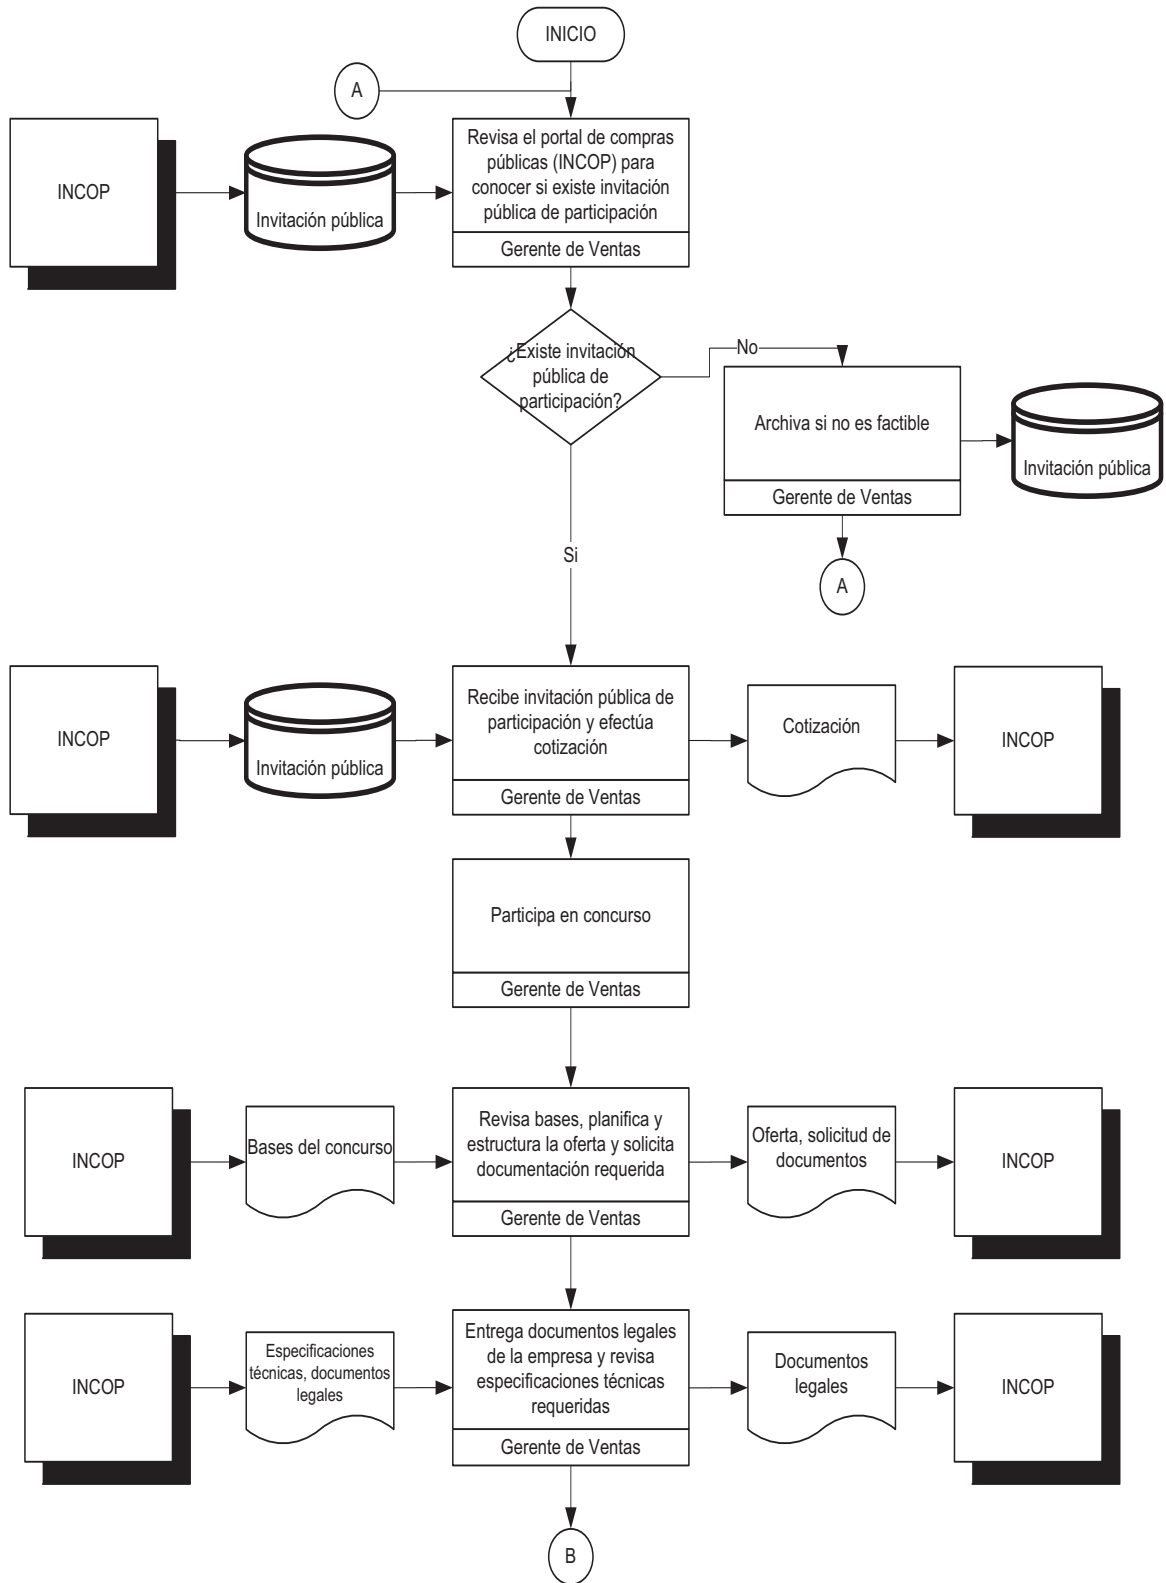 INICIO
A
INCOP
Invitación pública
Revisa el portal de compras
públicas (INCOP) para
conocer si existe invitación
pública de participación
Gerente de Ventas
¿Existe invitación
pública de
participación?
No
Archiva si no es factible
Gerente de Ventas
Invitación pública
A
Si
INCOP
Invitación pública
Recibe invitación pública de
participación y efectúa
cotización
Gerente de Ventas
Cotización
INCOP
Participa en concurso
Gerente de Ventas
INCOP
Bases del concurso
Revisa bases, planifica y
estructura la oferta y solicita
documentación requerida
Gerente de Ventas
Oferta, solicitud de
documentos
INCOP
INCOP
Especificaciones
técnicas, documentos
legales
Entrega documentos legales
de la empresa y revisa
especificaciones técnicas
requeridas
Gerente de Ventas
Documentos
legales
INCOP
B